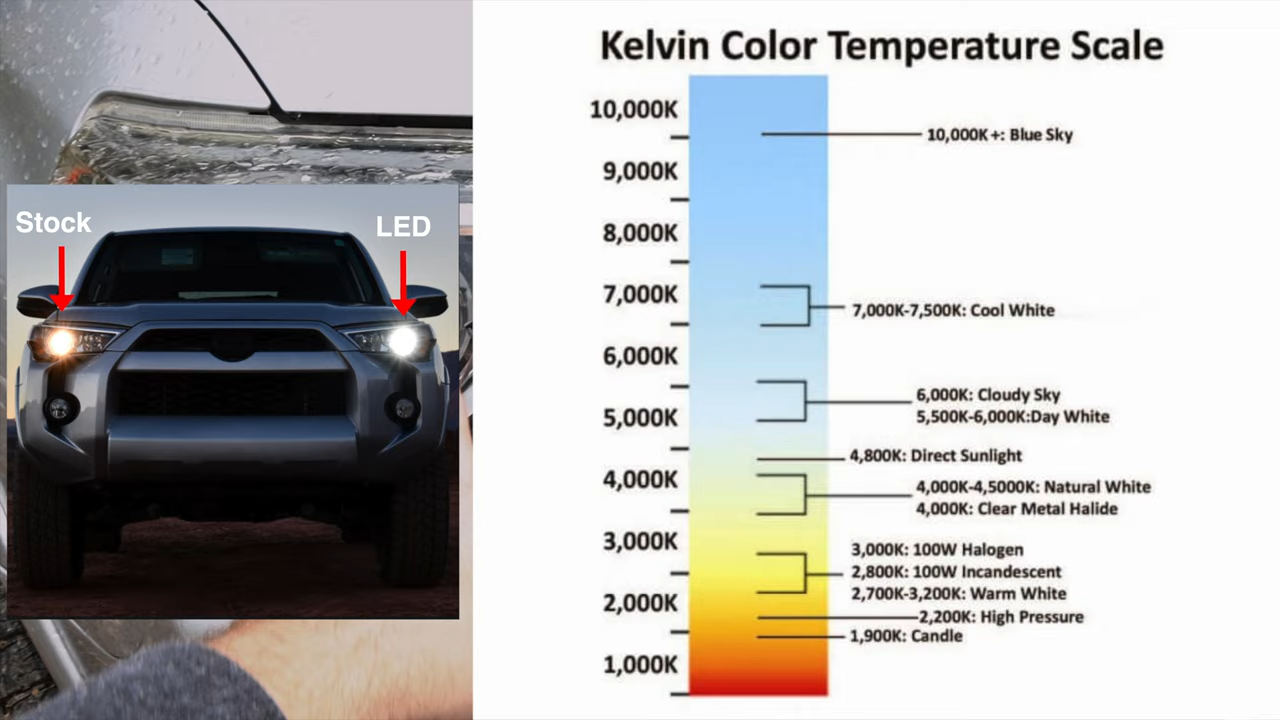 Stock
LED
Kelvin Color Temperature Scale
10,000K
9,000K
8,000K
7,000K
6,000K
5,000K
4,000K
3,000K
2,000K
1,000K
10,000K+: Blue Sky
7,000K-7,500K: Cool White
6,000K: Cloudy Sky
5,500K-6,000K:Day White
4,800K: Direct Sunlight
4,000K-4,5000K: Natural White
4,000K: Clear Metal Halide
3,000K: 100W Halogen
2,800K: 100W Incandescent
2,700K-3,200K: Warm White
2,200K: High Pressure
1,900K: Candle